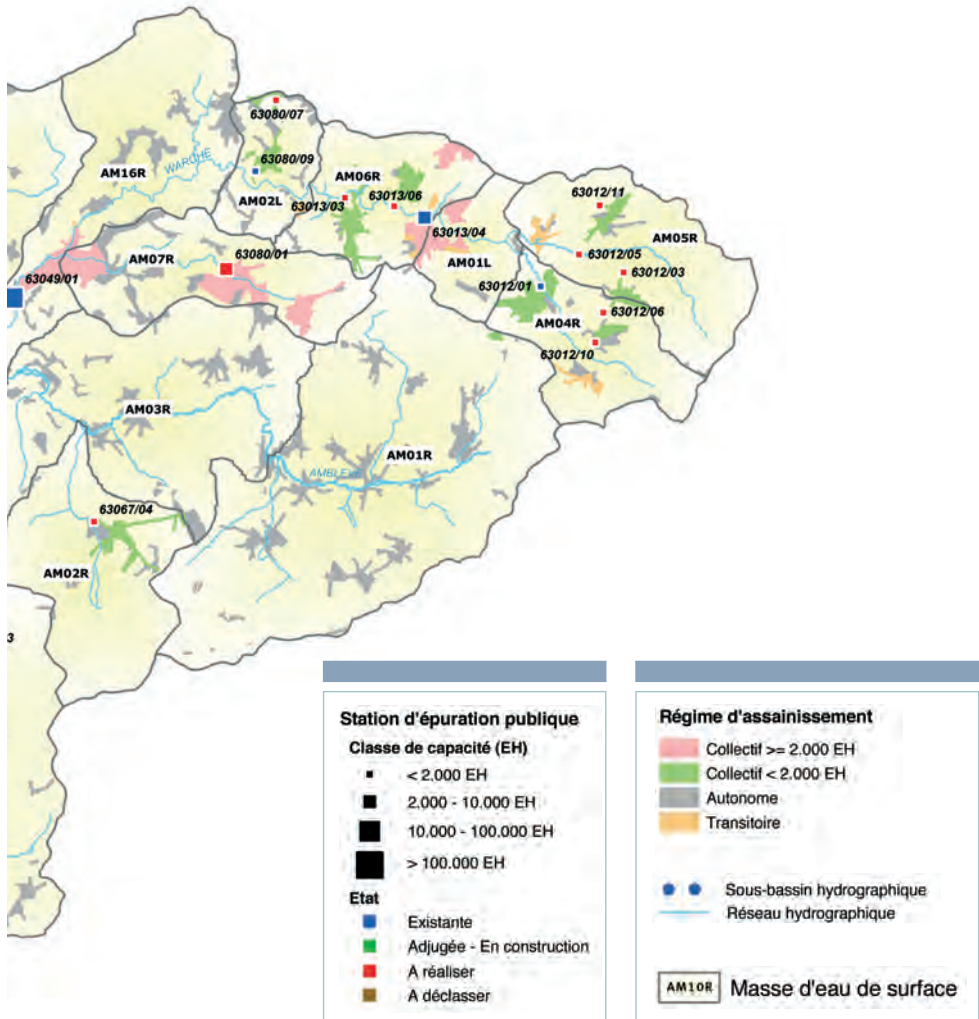 63080/07
WARCHE
63080/09
AM16R
AM06R
63013/06
63012/11
AM02L
63013/03
63013/04
AM05R
63080/01
AM07R
AM01L
63012/05
63049/01
63012/03
63012/01
63012/06
AM04R
63012/10
AM03R
AM01R
AMBLEVE
63067/04
AM02R
3
Station d'épuration publique
Classe de capacité (EH)
< 2.000 EH
2.000 - 10.000 EH
10.000 - 100.000 EH
> 100.000 EH
Etat
Existante
Adjugée - En construction
A réaliser
A déclasser
Régime d'assainissement
Collectif >= 2.000 EH
Collectif < 2.000 EH
Autonome
Transitoire
Sous-bassin hydrographique
Réseau hydrographique
AM10R Masse d'eau de surface